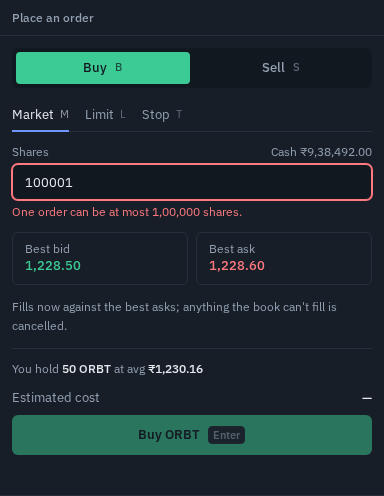 Place an order
Buy B Sell S
Market M Limit L Stop T
Shares Cash ₹9,38,492.00
100001
One order can be at most 1,00,000 shares.
Best bid Best ask
1,228.50 1,228.60
Fills now against the best asks; anything the book can't fill is
cancelled.
You hold 50 ORBT at avg ₹1,230.16
Estimated cost –
Buy ORBT Enter